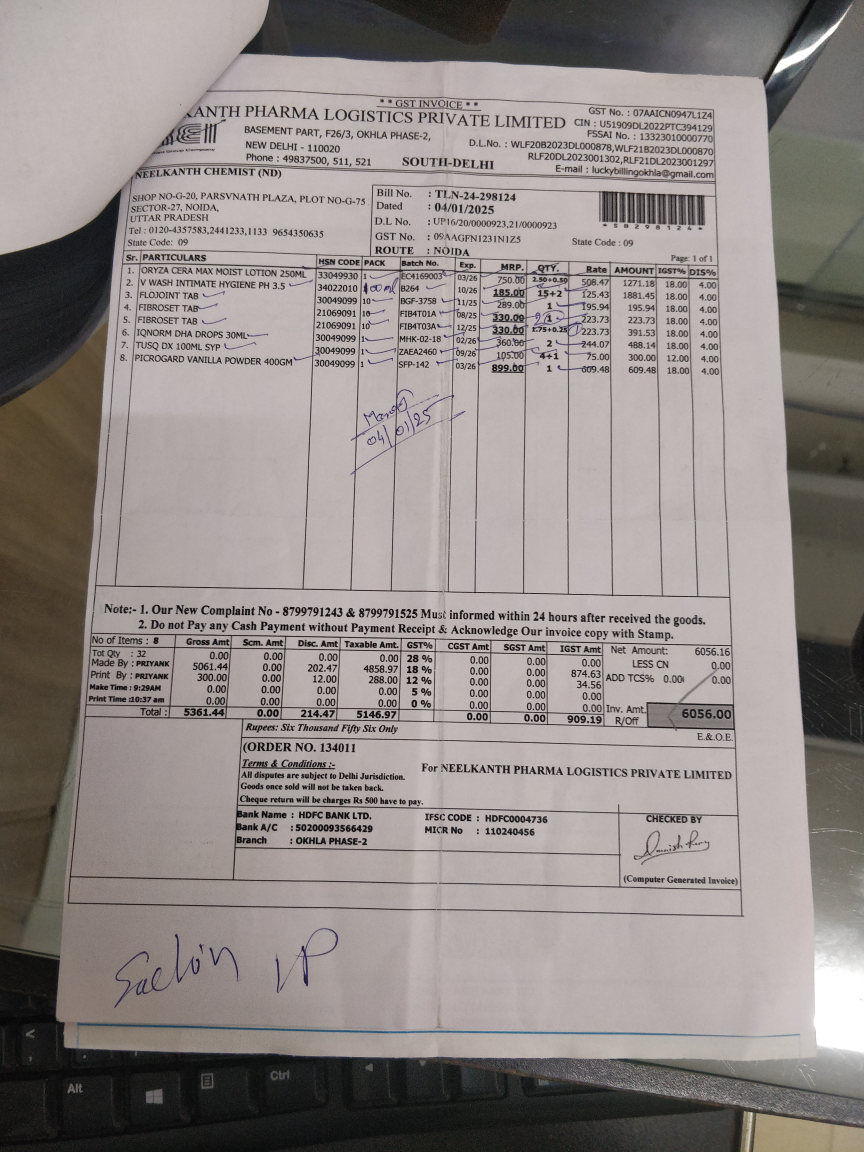 * * GST INVOICE * *
KANTH PHARMA LOGISTICS PRIVATE LIMITED
BASEMENT PART, F26/3, OKHLA PHASE-2,
NEW DELHI - 110020
Phone : 49837500, 511, 521 SOUTH-DELHI
GST No. : 07AAICN0947L1Z4
CIN : U51909DL2022PTC394129
FSSAI No. : 13323010000770
D.L.No. : WLF20B2023DL000878,WLF21B2023DL000870
RLF20DL2023001302,RLF21DL2023001297
E-mail : luckybillingokhla@gmail.com
NEELKANTH CHEMIST (ND)
SHOP NO-G-20, PARSVNATH PLAZA, PLOT NO-G-75
SECTOR-27, NOIDA,
UTTAR PRADESH
Tel : 0120-4357583,2441233,1133 9654350635
State Code: 09
Bill No. : TLN-24-298124
Dated : 04/01/2025
D.L No. : UP16/20/0000923,21/0000923
GST No. : 09AAGFN1231N1Z5 State Code : 09
ROUTE : NOIDA
* S 0 2 9 8 1 2 4 *
Page: 1 of 1
Sr. PARTICULARS HSN CODE PACK Batch No. Exp. MRP. QTY. Rate AMOUNT IGST% DIS%
1. ORYZA CERA MAX MOIST LOTION 250ML 33049930 1 EC4169003 03/26 750.00 2.50+0.50 508.47 1271.18 18.00 4.00
2. V WASH INTIMATE HYGIENE PH 3.5 34022010 100ml B264 10/26 185.00 15+2 125.43 1881.45 18.00 4.00
3. FLOJOINT TAB 30049099 10 BGF-3758 11/25 289.00 1 195.94 195.94 18.00 4.00
4. FIBROSET TAB 21069091 10 FIB4T01A 08/25 330.00 1 223.73 223.73 18.00 4.00
5. FIBROSET TAB 21069091 10 FIB4T03A 12/25 330.00 1.75+0.25 223.73 391.53 18.00 4.00
6. IQNORM DHA DROPS 30ML 30049099 1 MHK-02-18 02/26 360.00 2 244.07 488.14 18.00 4.00
7. TUSQ DX 100ML SYP 30049099 1 ZAEA2460 09/26 105.00 4+1 75.00 300.00 12.00 4.00
8. PICROGARD VANILLA POWDER 400GM 30049099 1 SFP-142 03/26 899.00 1 609.48 609.48 18.00 4.00
04/01/25
Note:- 1. Our New Complaint No - 8799791243 & 8799791525 Must informed within 24 hours after received the goods.
2. Do not Pay any Cash Payment without Payment Receipt & Acknowledge Our invoice copy with Stamp.
No of Items : 8 Gross Amt Scm. Amt Disc. Amt Taxable Amt. GST% CGST Amt SGST Amt IGST Amt
Tot Qty : 32 0.00 0.00 0.00 0.00 28 % 0.00 0.00 0.00
Made By : PRIYANK 5061.44 0.00 202.47 4858.97 18 % 0.00 0.00 874.63
Print By : PRIYANK 300.00 0.00 12.00 288.00 12 % 0.00 0.00 34.56
Make Time : 9:29AM 0.00 0.00 0.00 0.00 5 % 0.00 0.00 0.00
Print Time :10:37 am 0.00 0.00 0.00 0.00 0 % 0.00 0.00 0.00
Total : 5361.44 0.00 214.47 5146.97 0.00 0.00 909.19
Net Amount: 6056.16
LESS CN 0.00
ADD TCS% 0.00 0.00
Inv. Amt. 6056.00
R/Off
E.&.O.E.
Rupees: Six Thousand Fifty Six Only
(ORDER NO. 134011
Terms & Conditions :-
All disputes are subject to Delhi Jurisdiction.
Goods once sold will not be taken back.
Cheque return will be charges Rs 500 have to pay.
For NEELKANTH PHARMA LOGISTICS PRIVATE LIMITED
Bank Name : HDFC BANK LTD. IFSC CODE : HDFC0004736
Bank A/C : 50200093566429 MICR No : 110240456
Branch : OKHLA PHASE-2
CHECKED BY
(Computer Generated Invoice)
Alt
Ctrl